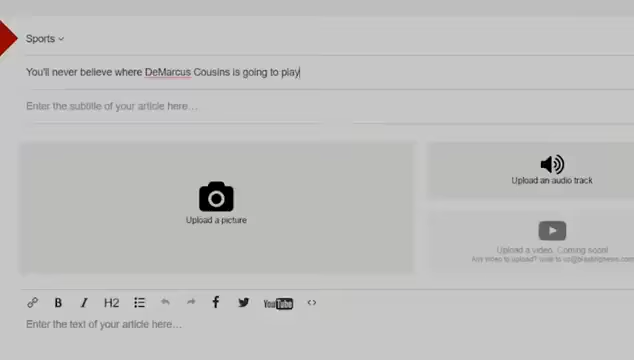 Sports
You'll never believe where DeMarcus Cousins is going to play
Enter the subtitle of your article here...
Upload a picture
Upload an audio track
Upload a video. Coming soon!
B I H2 f YouTube <>
Enter the text of your article here...